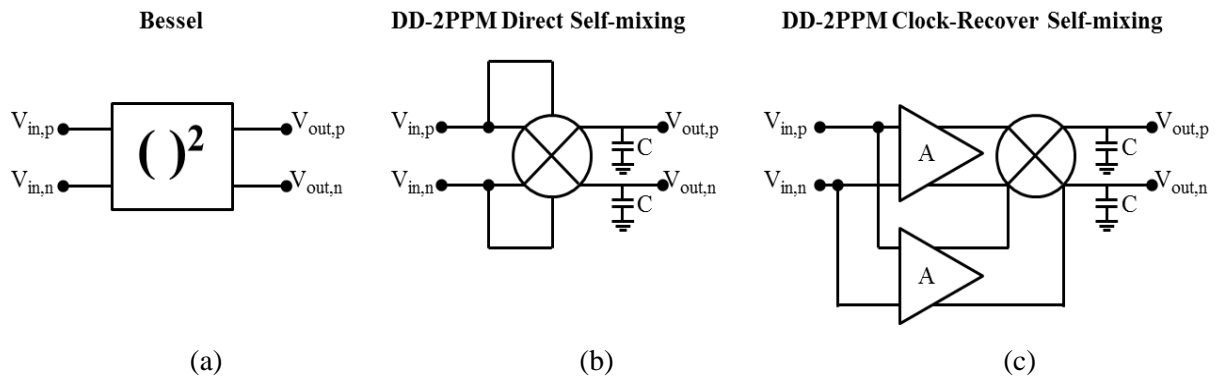 Bessel
DD-2PPM Direct Self-mixing
DD-2PPM Clock-Recover Self-mixing
V_in,p
( )²
V_out,p
V_in,n
V_out,n
V_in,p
V_out,p
C
V_in,n
V_out,n
C
V_in,p
A
V_out,p
C
V_in,n
V_out,n
C
A
(a)
(b)
(c)